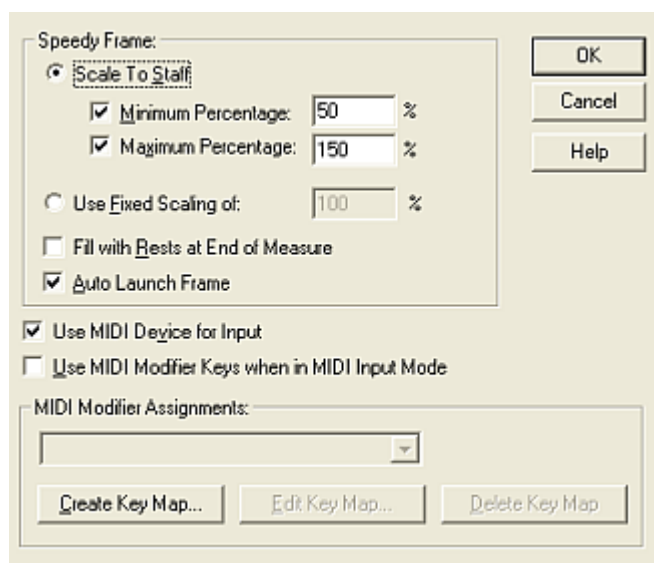 Speedy Frame:
OK
Scale To Staff
Minimum Percentage: 50 %
Cancel
Maximum Percentage: 150 %
Help
Use Fixed Scaling of: 100 %
Fill with Rests at End of Measure
Auto Launch Frame
Use MIDI Device for Input
Use MIDI Modifier Keys when in MIDI Input Mode
MIDI Modifier Assignments:
Create Key Map... Edit Key Map... Delete Key Map